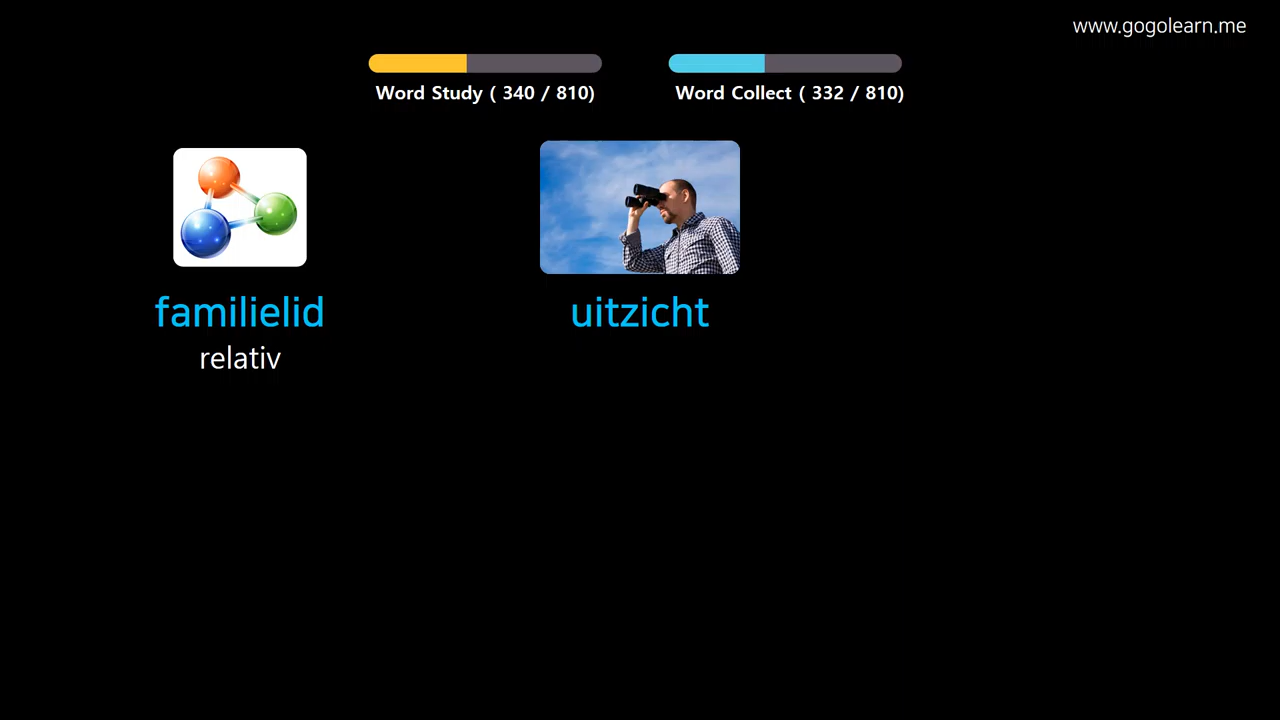 www.gogolearn.me
Word Study ( 340 / 810)
Word Collect ( 332 / 810)
familielid
relativ
uitzicht